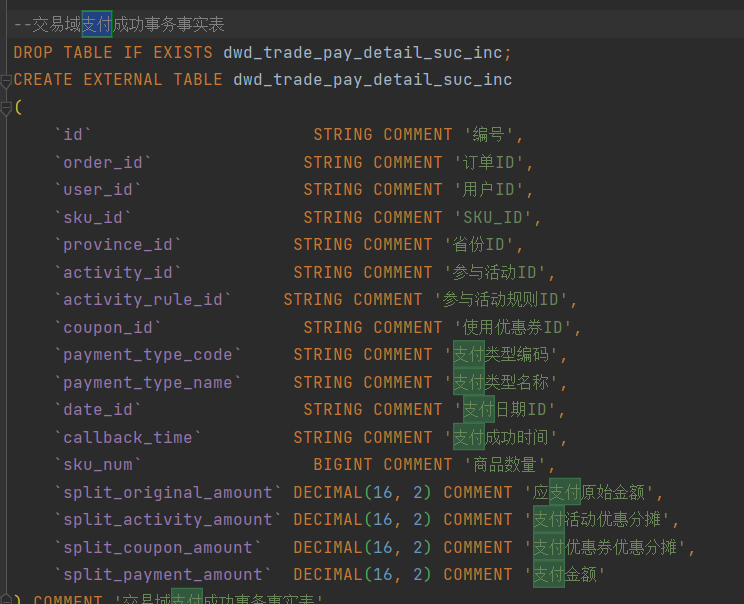 --交易域支付成功事务事实表
DROP TABLE IF EXISTS dwd_trade_pay_detail_suc_inc;
CREATE EXTERNAL TABLE dwd_trade_pay_detail_suc_inc
(
`id` STRING COMMENT '编号',
`order_id` STRING COMMENT '订单ID',
`user_id` STRING COMMENT '用户ID',
`sku_id` STRING COMMENT 'SKU_ID',
`province_id` STRING COMMENT '省份ID',
`activity_id` STRING COMMENT '参与活动ID',
`activity_rule_id` STRING COMMENT '参与活动规则ID',
`coupon_id` STRING COMMENT '使用优惠券ID',
`payment_type_code` STRING COMMENT '支付类型编码',
`payment_type_name` STRING COMMENT '支付类型名称',
`date_id` STRING COMMENT '支付日期ID',
`callback_time` STRING COMMENT '支付成功时间',
`sku_num` BIGINT COMMENT '商品数量',
`split_original_amount` DECIMAL(16, 2) COMMENT '应支付原始金额',
`split_activity_amount` DECIMAL(16, 2) COMMENT '支付活动优惠分摊',
`split_coupon_amount` DECIMAL(16, 2) COMMENT '支付优惠券优惠分摊',
`split_payment_amount` DECIMAL(16, 2) COMMENT '支付金额'
) COMMENT '交易域支付成功事务事实表'